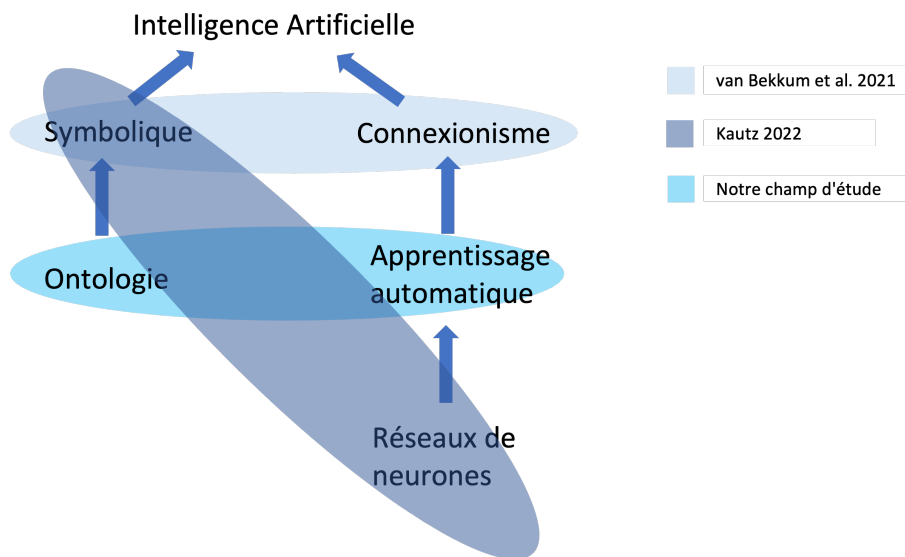 Intelligence Artificielle
Symbolique
Connexionisme
Ontologie
Apprentissage
automatique
Réseaux de
neurones
van Bekkum et al. 2021
Kautz 2022
Notre champ d'étude